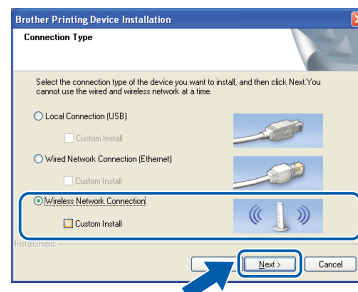 Brother Printing Device Installation
Connection Type
Select the connection type of the device you want to install, and then click Next.You
cannot use the wired and wireless network at a time.
Local Connection (USB)
Custom Install
Wired Network Connection (Ethernet)
Custom Install
Wireless Network Connection
Custom Install
InstallShield
Next >
Cancel